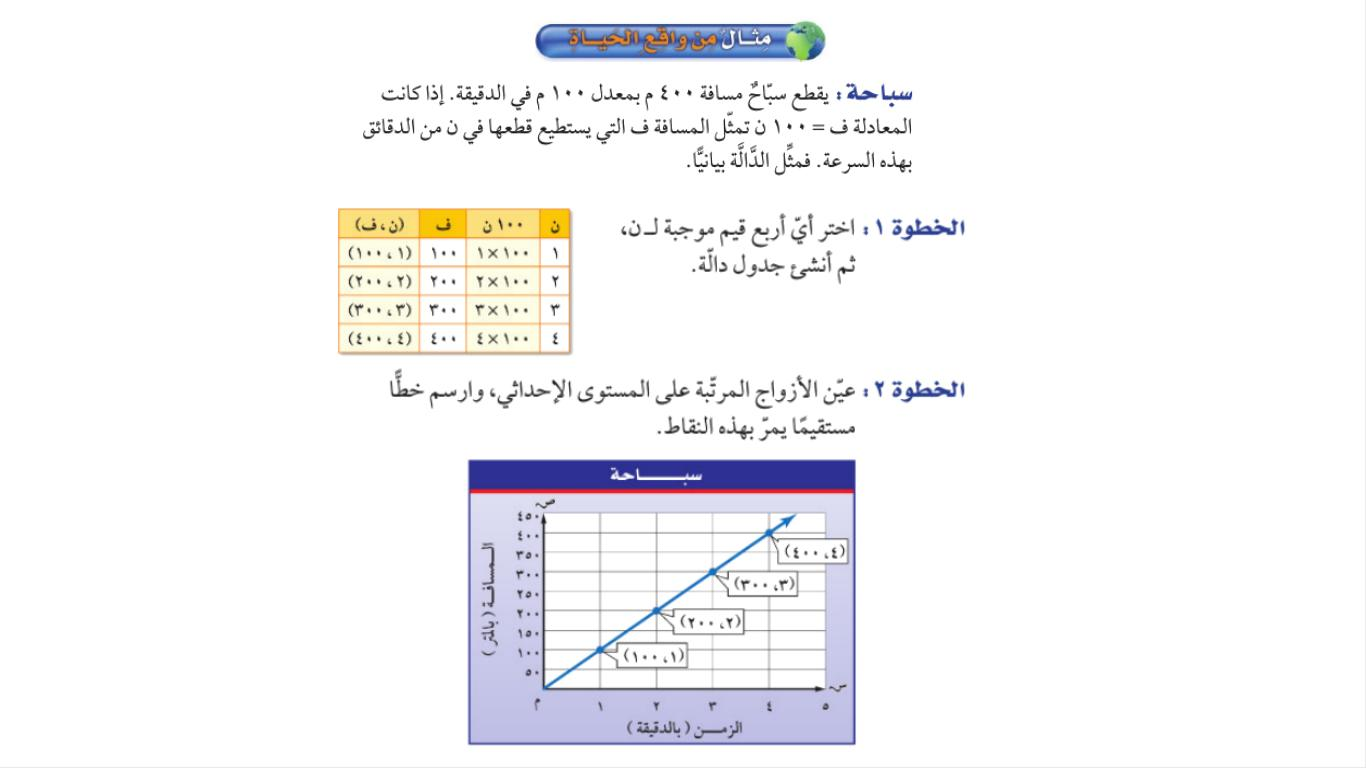 مِثَـالٌ من واقع الحيـاة
سباحة: يقطع سبّاحٌ مسافة ٤٠٠ م بمعدل ١٠٠ م في الدقيقة. إذا كانت
المعادلة ف = ١٠٠ ن تمثّل المسافة ف التي يستطيع قطعها في ن من الدقائق
بهذه السرعة. فمثِّل الدَّالَّة بيانيًّا.
الخطوة ١: اختر أيّ أربع قيم موجبة لـ ن،
ثم أنشئ جدول دالّة.
ن ١٠٠ ن ف (ن، ف)
١ ١٠٠×١ ١٠٠ (١، ١٠٠)
٢ ١٠٠×٢ ٢٠٠ (٢، ٢٠٠)
٣ ١٠٠×٣ ٣٠٠ (٣، ٣٠٠)
٤ ١٠٠×٤ ٤٠٠ (٤، ٤٠٠)
الخطوة ٢: عيّن الأزواج المرتّبة على المستوى الإحداثي، وارسم خطًّا
مستقيمًا يمرّ بهذه النقاط.
سبـــــاحة
ص
٤٥٠
٤٠٠
٣٥٠
٣٠٠
٢٥٠
٢٠٠
١٥٠
١٠٠
٥٠
المسافة (بالمتر)
(٤، ٤٠٠)
(٣، ٣٠٠)
(٢، ٢٠٠)
(١، ١٠٠)
س
م ١ ٢ ٣ ٤ ٥
الزمـن (بالدقيقة)